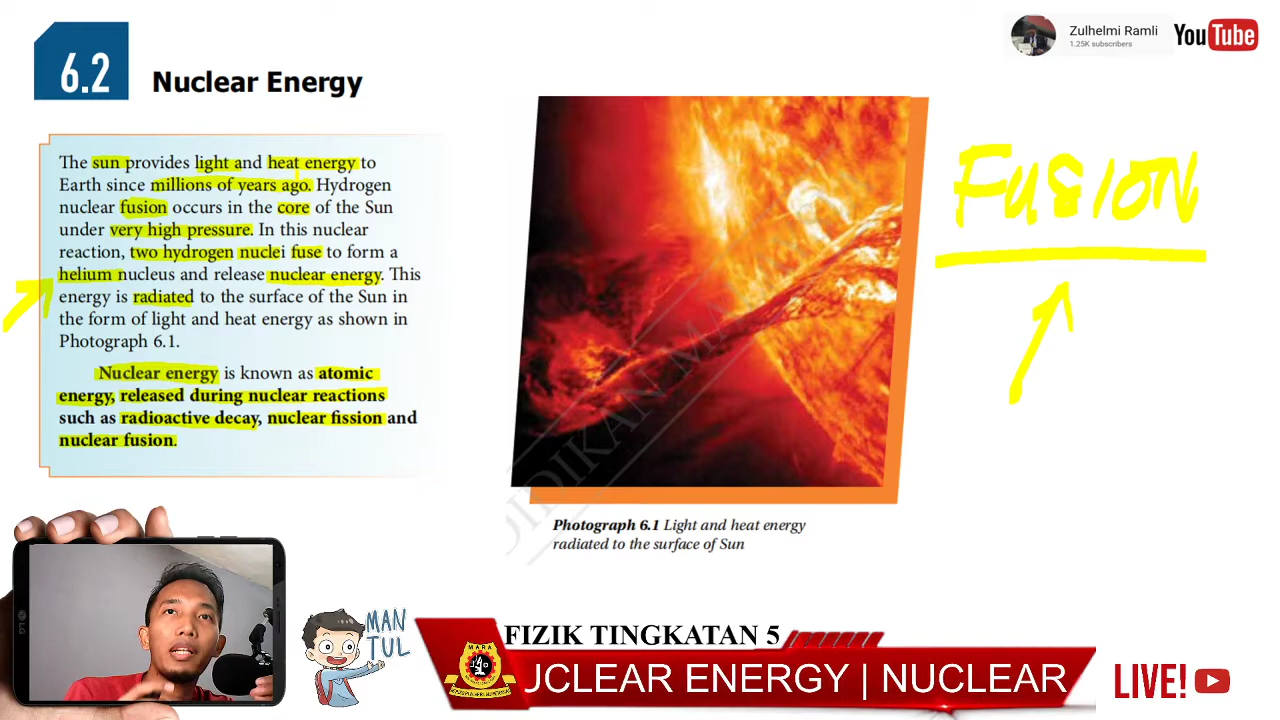 6.2
Nuclear Energy
Zulhelmi Ramli
1.25K subscribers
YouTube
The sun provides light and heat energy to
Earth since millions of years ago. Hydrogen
nuclear fusion occurs in the core of the Sun
under very high pressure. In this nuclear
reaction, two hydrogen nuclei fuse to form a
helium nucleus and release nuclear energy. This
energy is radiated to the surface of the Sun in
the form of light and heat energy as shown in
Photograph 6.1.
Nuclear energy is known as atomic
energy, released during nuclear reactions
such as radioactive decay, nuclear fission and
nuclear fusion.
FUSION
Photograph 6.1 Light and heat energy
radiated to the surface of Sun
LG
MAN
TUL
MARA
FIZIK TINGKATAN 5
JCLEAR ENERGY | NUCLEAR
LIVE!